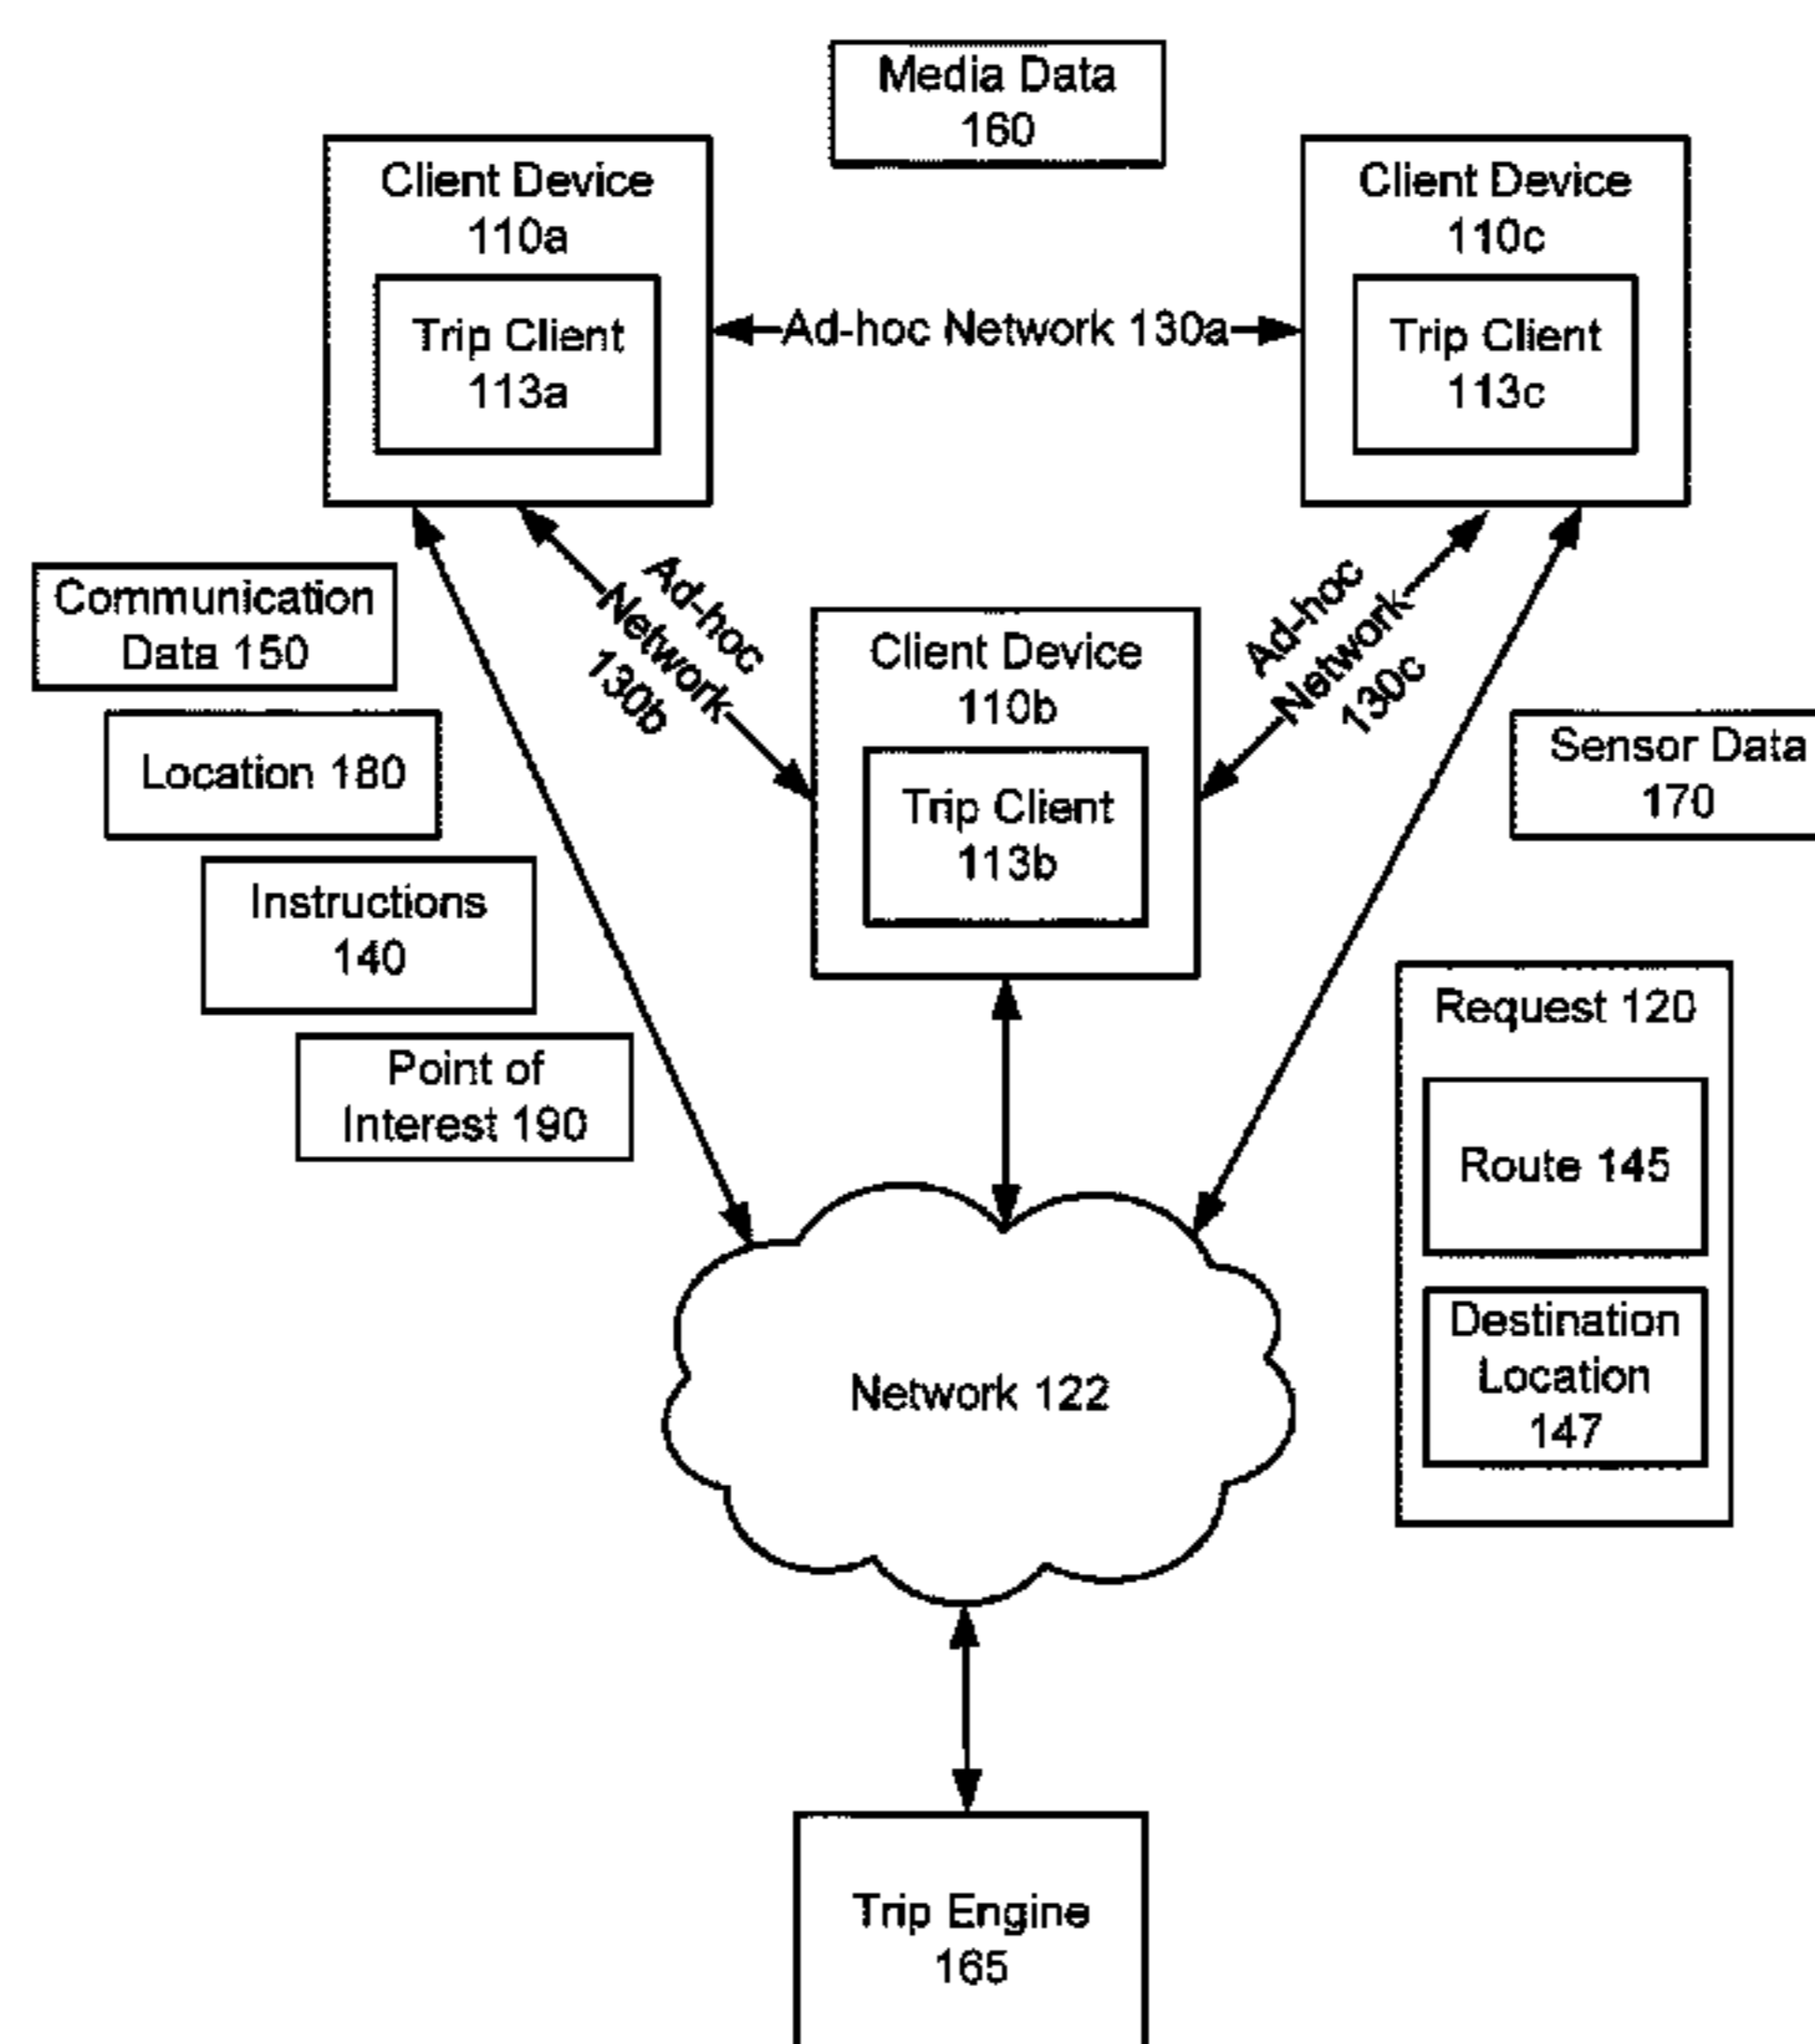 Media Data
160
Client Device
110a
Trip Client
113a
Ad-hoc Network 130a
Client Device
110c
Trip Client
113c
Communication
Data 150
Location 180
Instructions
140
Point of
Interest 190
Ad-hoc
Network
130b
Client Device
110b
Trip Client
113b
Ad-hoc
Network
130c
Sensor Data
170
Request 120
Route 145
Destination
Location
147
Network 122
Trip Engine
165